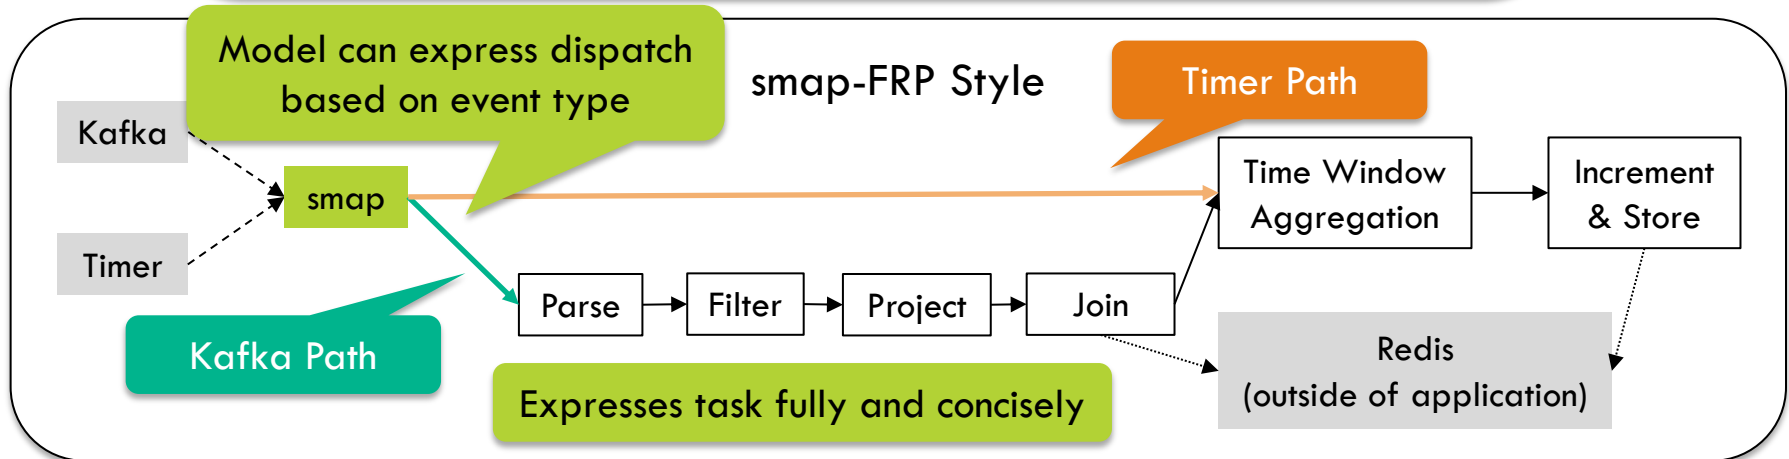 Model can express dispatch
based on event type
smap-FRP Style
Timer Path
Kafka
smap
Timer
Time Window
Aggregation
Increment
& Store
Parse
Filter
Project
Join
Kafka Path
Expresses task fully and concisely
Redis
(outside of application)